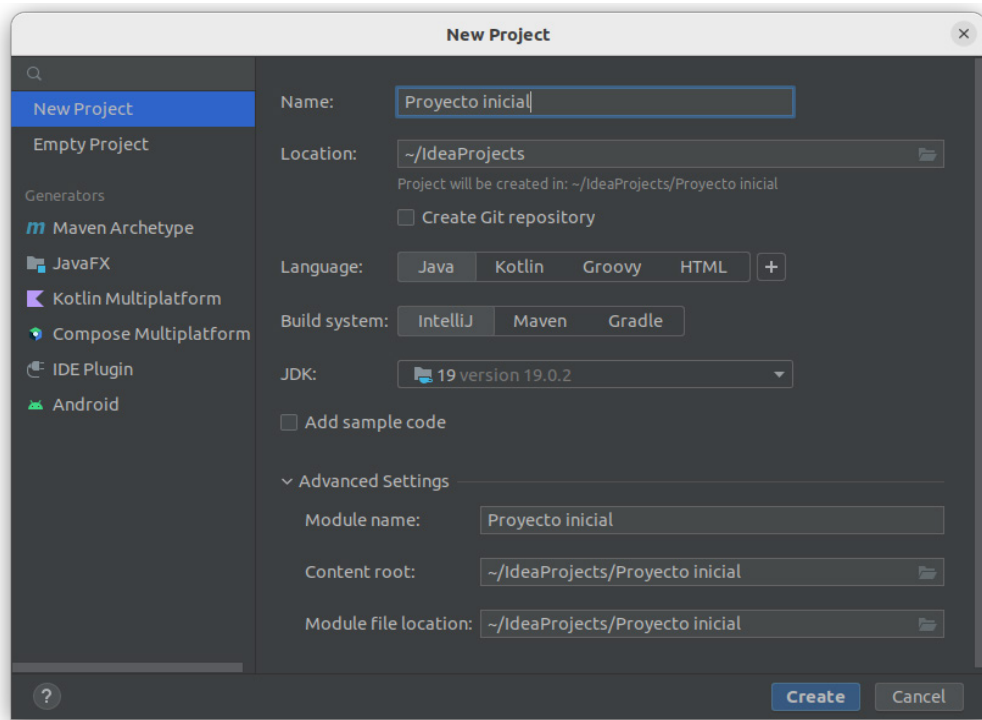 New Project
New Project
Empty Project
Generators
Maven Archetype
JavaFX
Kotlin Multiplatform
Compose Multiplatform
IDE Plugin
Android
Name: Proyecto inicial
Location: ~/IdeaProjects
Project will be created in: ~/IdeaProjects/Proyecto inicial
Create Git repository
Language: Java Kotlin Groovy HTML +
Build system: IntelliJ Maven Gradle
JDK: 19 version 19.0.2
Add sample code
Advanced Settings
Module name: Proyecto inicial
Content root: ~/IdeaProjects/Proyecto inicial
Module file location: ~/IdeaProjects/Proyecto inicial
? Create Cancel